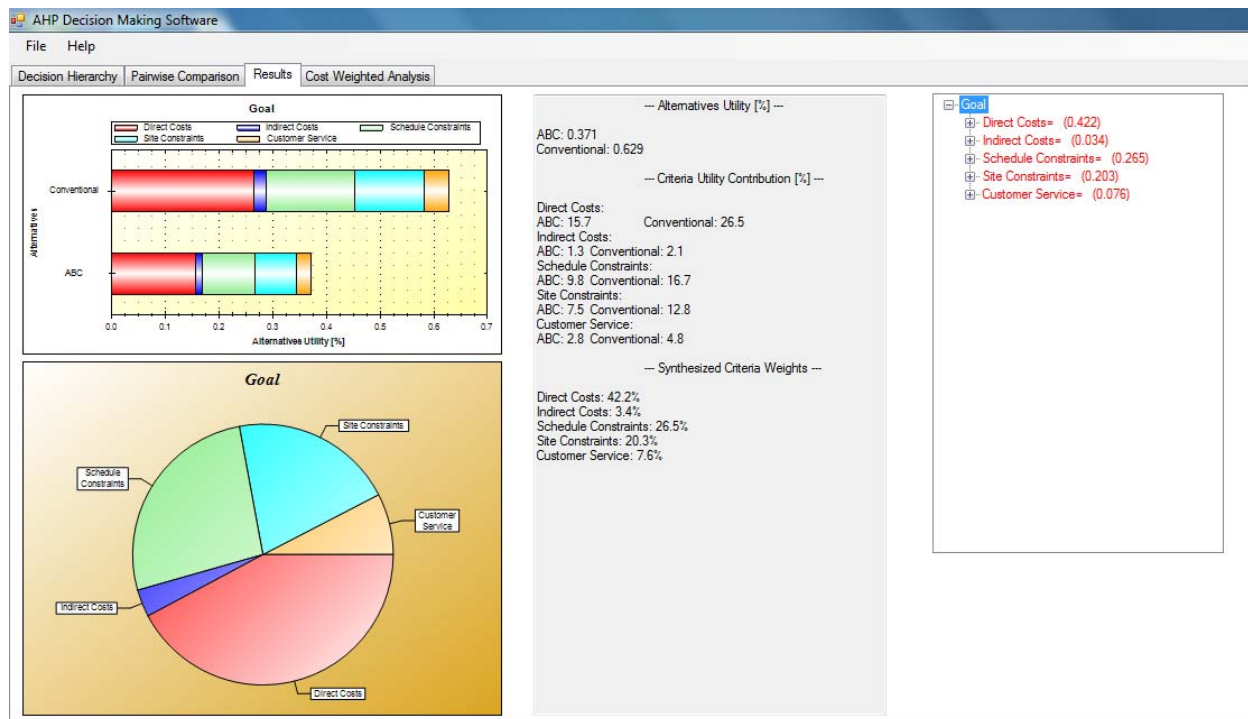 AHP Decision Making Software
File Help
Decision Hierarchy Pairwise Comparison Results Cost Weighted Analysis
Goal
Direct Costs Indirect Costs Schedule Constraints
Site Constraints Customer Service
Alternatives
Conventional
ABC
0.0 0.1 0.2 0.3 0.4 0.5 0.6 0.7
Alternatives Utility [%]
Goal
Site Constraints
Schedule
Constraints
Customer
Service
Indirect Costs
Direct Costs
--- Alternatives Utility [%] ---
ABC: 0.371
Conventional: 0.629
--- Criteria Utility Contribution [%] ---
Direct Costs:
ABC: 15.7 Conventional: 26.5
Indirect Costs:
ABC: 1.3 Conventional: 2.1
Schedule Constraints:
ABC: 9.8 Conventional: 16.7
Site Constraints:
ABC: 7.5 Conventional: 12.8
Customer Service:
ABC: 2.8 Conventional: 4.8
--- Synthesized Criteria Weights ---
Direct Costs: 42.2%
Indirect Costs: 3.4%
Schedule Constraints: 26.5%
Site Constraints: 20.3%
Customer Service: 7.6%
Goal
Direct Costs= (0.422)
Indirect Costs= (0.034)
Schedule Constraints= (0.265)
Site Constraints= (0.203)
Customer Service= (0.076)